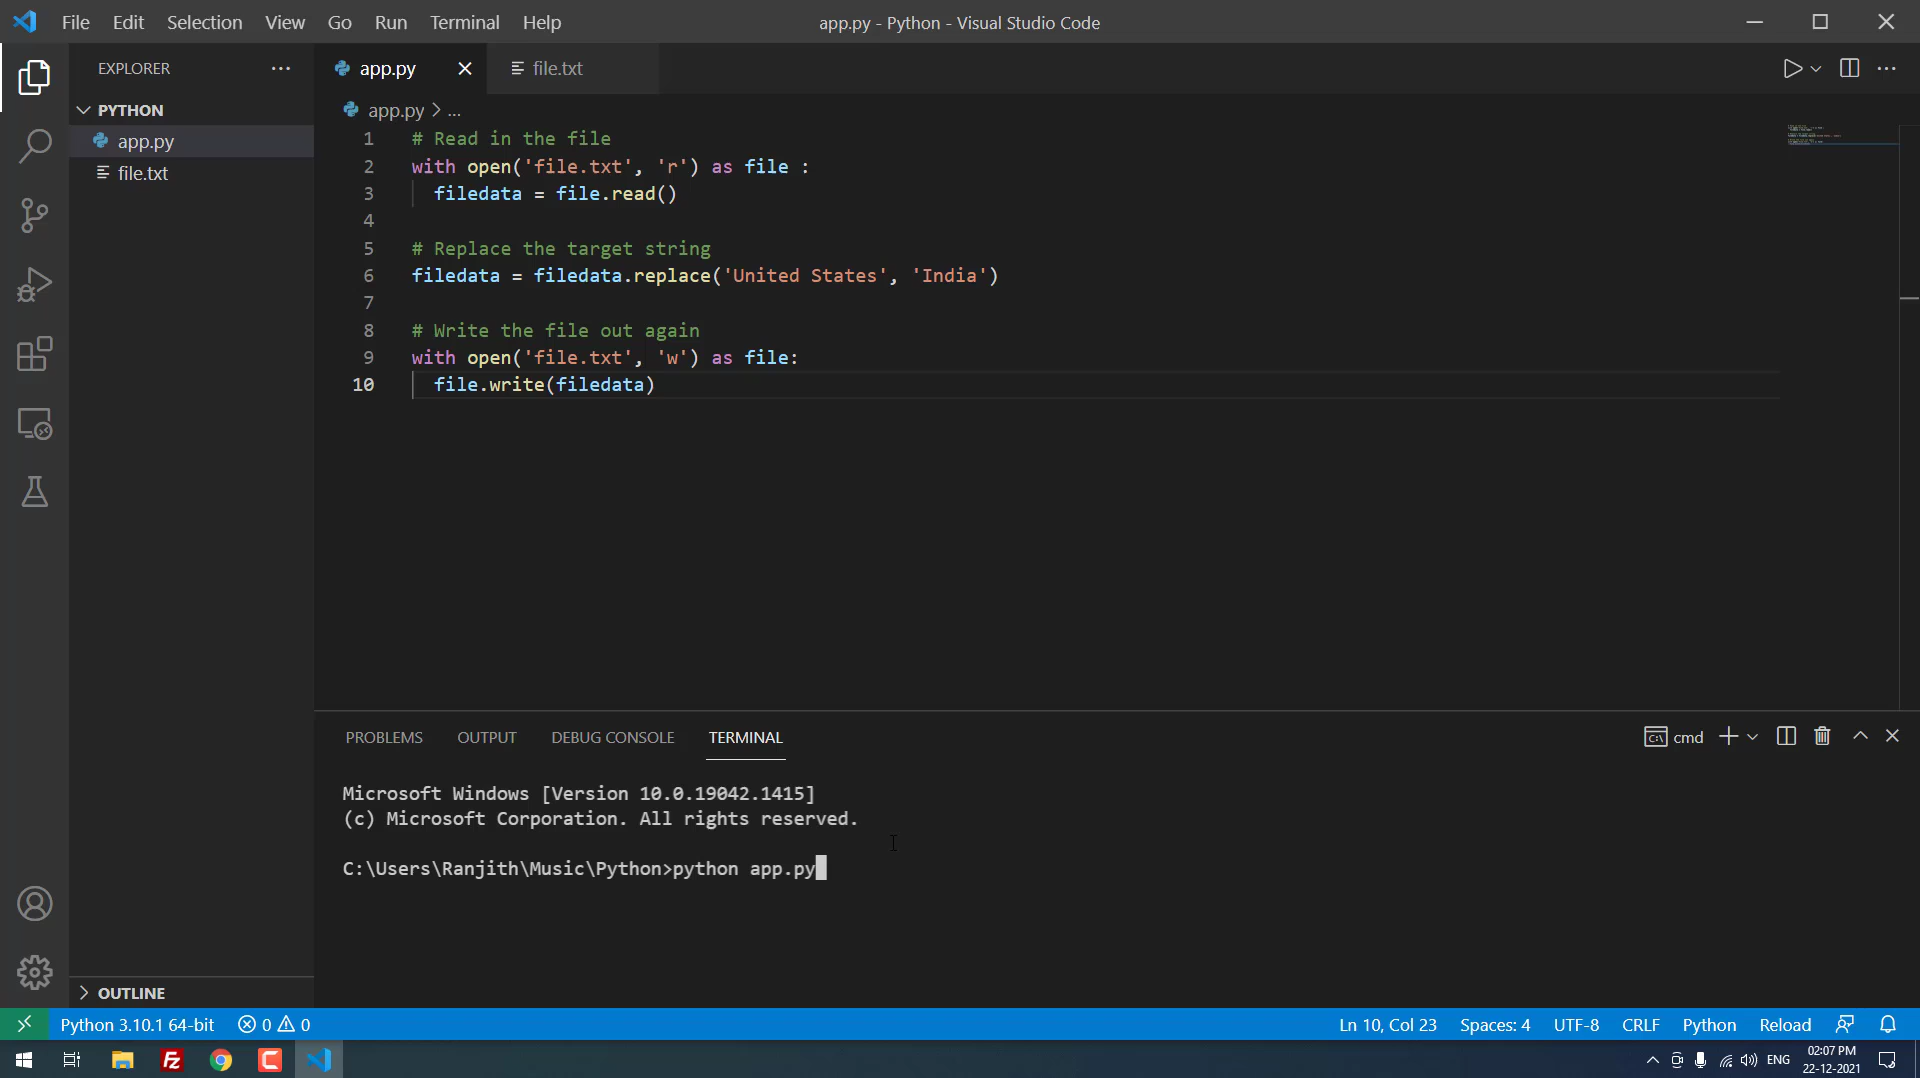 File Edit Selection View Go Run Terminal Help
app.py - Python - Visual Studio Code
EXPLORER
PYTHON
app.py
file.txt
OUTLINE
app.py
file.txt
app.py > ...
1 # Read in the file
2 with open('file.txt', 'r') as file :
3 filedata = file.read()
4
5 # Replace the target string
6 filedata = filedata.replace('United States', 'India')
7
8 # Write the file out again
9 with open('file.txt', 'w') as file:
10 file.write(filedata)
PROBLEMS OUTPUT DEBUG CONSOLE TERMINAL
cmd
Microsoft Windows [Version 10.0.19042.1415]
(c) Microsoft Corporation. All rights reserved.
C:\Users\Ranjith\Music\Python>python app.py
Python 3.10.1 64-bit 0 0
Ln 10, Col 23 Spaces: 4 UTF-8 CRLF Python Reload
Fz
ENG
02:07 PM
22-12-2021